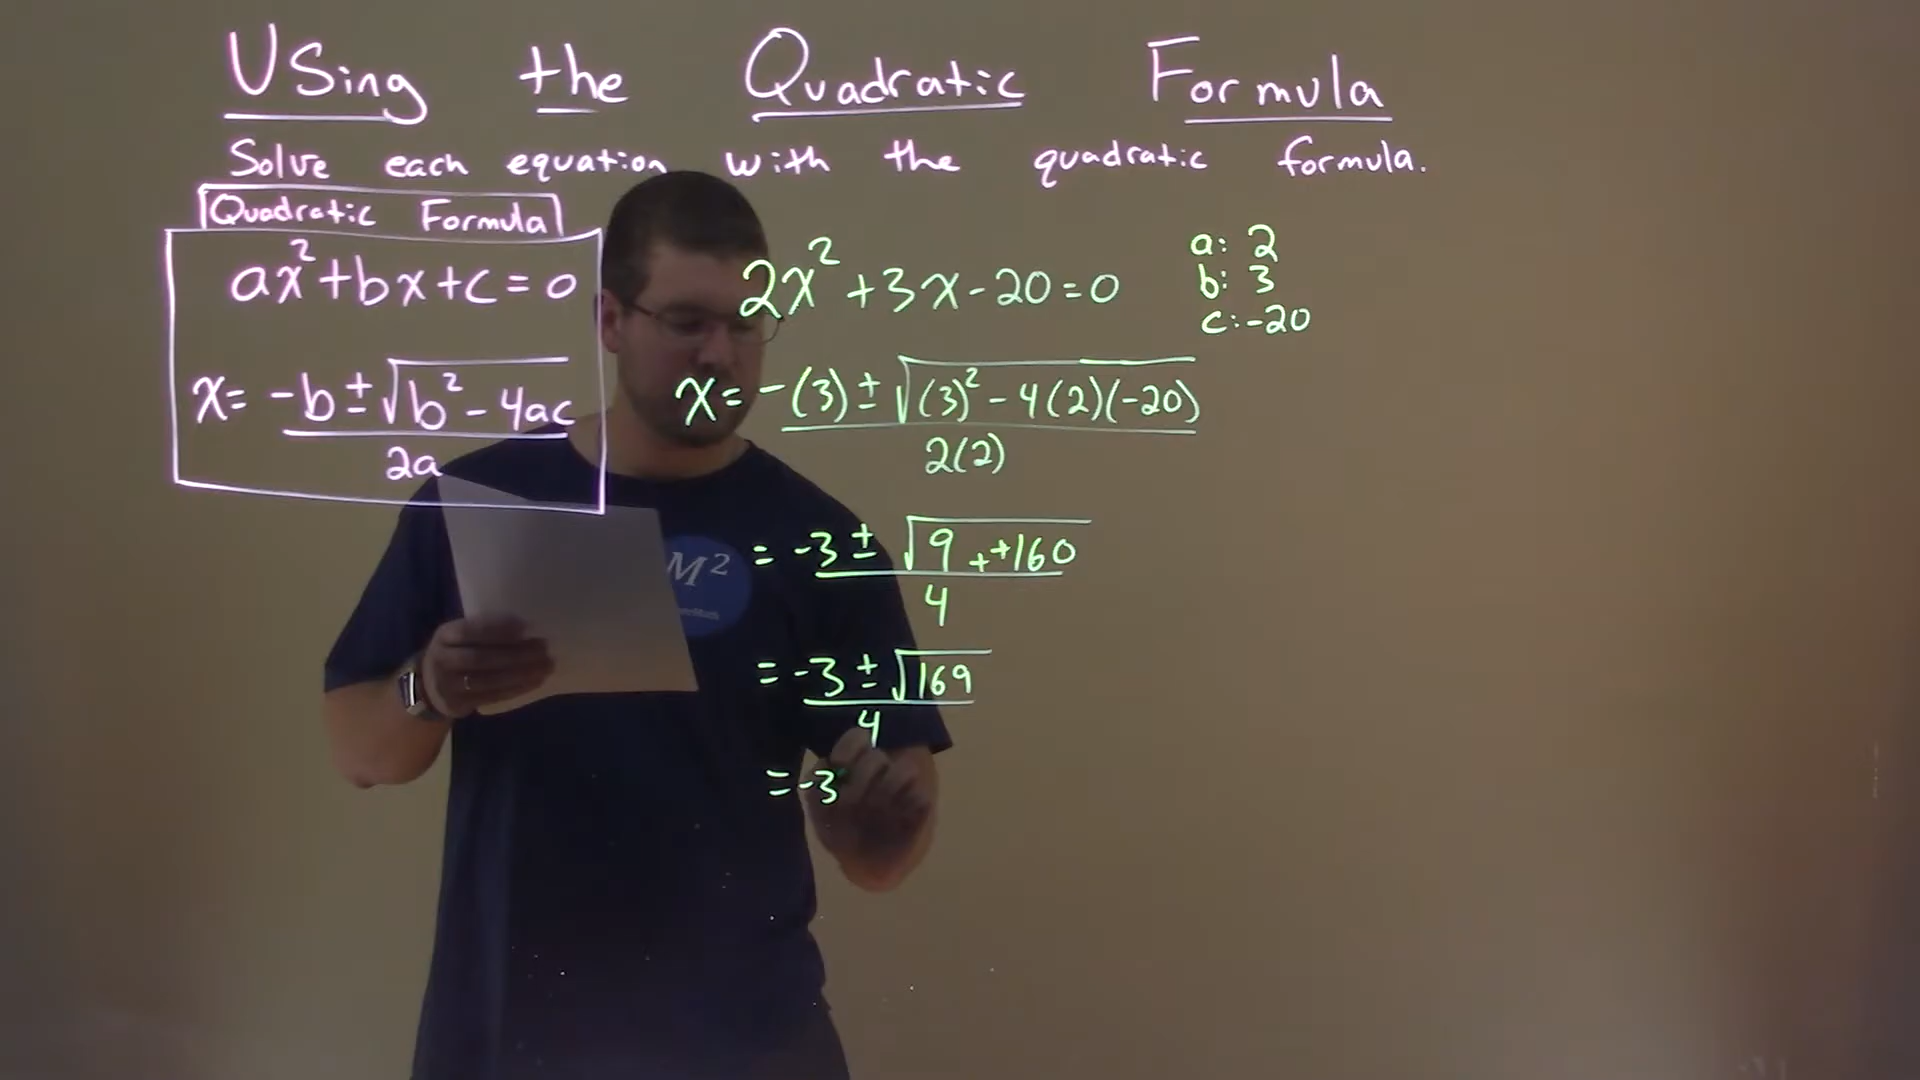 Using the Quadratic Formula
Solve each equation with the quadratic formula.
Quadratic Formula
ax²+bx+c=0
x= -b±√b²-4ac
2a
2x²+3x-20=0
a: 2
b: 3
c:-20
x= -(3)±√(3)²-4(2)(-20)
2(2)
= -3 ± √9 ++160
4
= -3 ± √169
4
= -3
M²